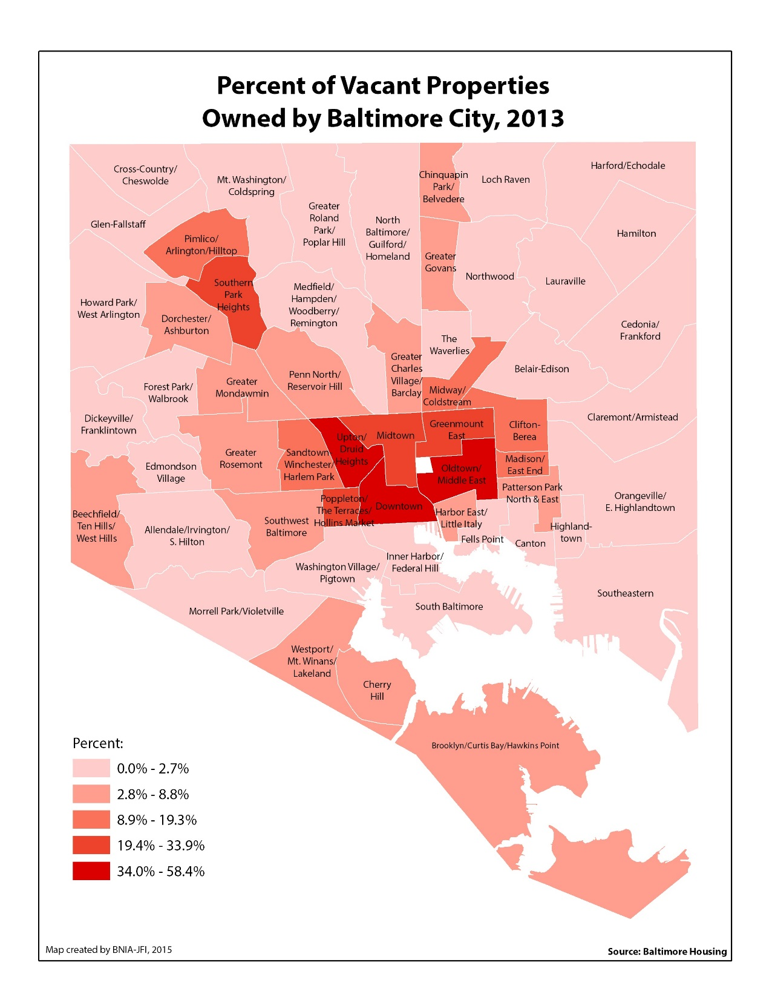 Percent of Vacant Properties
Owned by Baltimore City, 2013
Cross-Country/
Cheswolde
Mt. Washington/
Coldspring
Greater
Roland
Park/
Poplar Hill
North
Baltimore/
Guilford/
Homeland
Chinquapin
Park/
Belvedere
Loch Raven
Harford/Echodale
Glen-Fallstaff
Pimlico/
Arlington/Hilltop
Hamilton
Greater
Govans
Northwood
Lauraville
Southern
Park
Heights
Medfield/
Hampden/
Woodberry/
Remington
Howard Park/
West Arlington
Dorchester/
Ashburton
Cedonia/
Frankford
The
Waverlies
Greater
Charles
Village/
Barclay
Belair-Edison
Forest Park/
Walbrook
Greater
Mondawmin
Penn North/
Reservoir Hill
Midway/
Coldstream
Dickeyville/
Franklintown
Claremont/Armistead
Upton/
Druid
Heights
Midtown
Greenmount
East
Clifton-
Berea
Edmondson
Village
Greater
Rosemont
Sandtown-
Winchester/
Harlem Park
Oldtown/
Middle East
Madison/
East End
Patterson Park
North & East
Orangeville/
E. Highlandtown
Beechfield/
Ten Hills/
West Hills
Allendale/Irvington/
S. Hilton
Southwest
Baltimore
Poppleton/
The Terraces/
Hollins Market
Downtown
Harbor East/
Little Italy
Fells Point
Canton
Highland-
town
Washington Village/
Pigtown
Inner Harbor/
Federal Hill
Southeastern
Morrell Park/Violetville
South Baltimore
Westport/
Mt. Winans/
Lakeland
Cherry
Hill
Brooklyn/Curtis Bay/Hawkins Point
Percent:
0.0% - 2.7%
2.8% - 8.8%
8.9% - 19.3%
19.4% - 33.9%
34.0% - 58.4%
Map created by BNIA-JFI, 2015
Source: Baltimore Housing